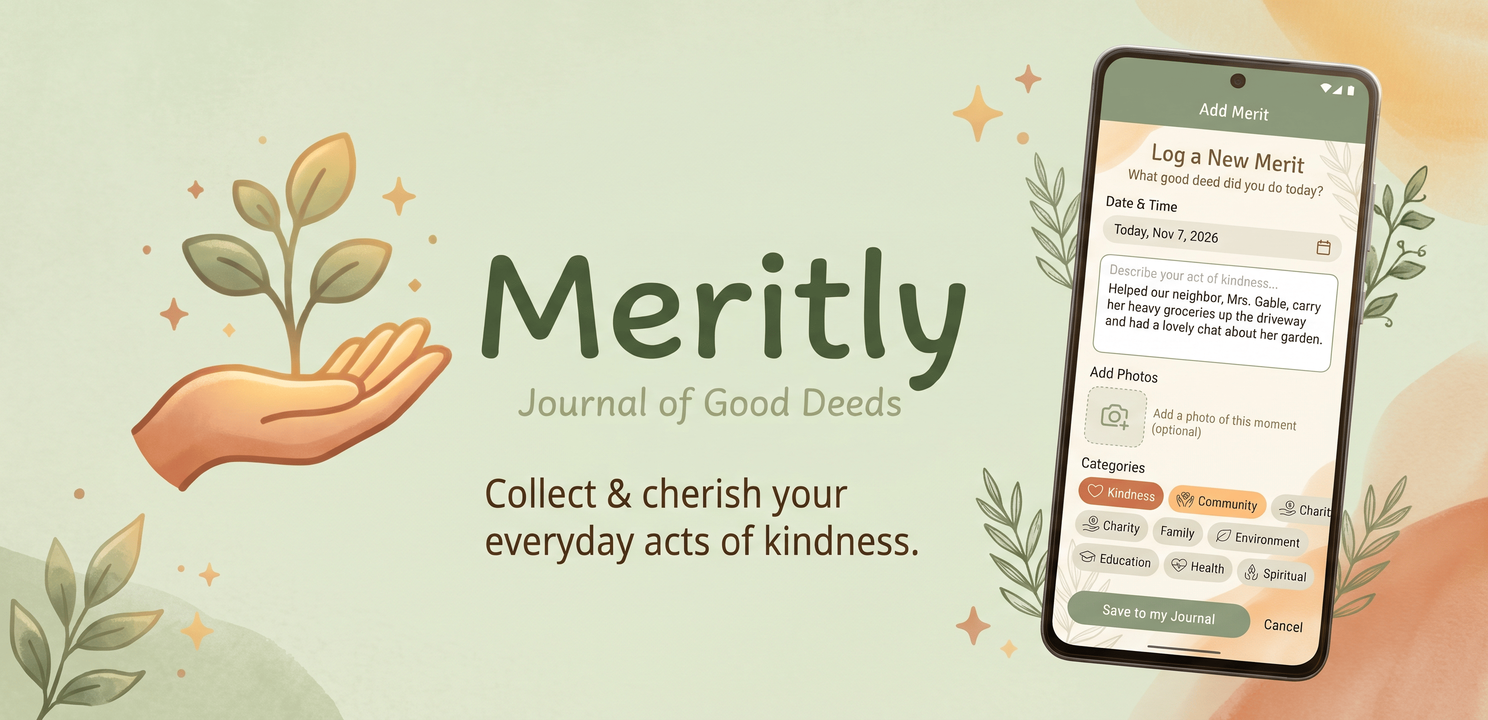 Meritly
Journal of Good Deeds
Collect & cherish your
everyday acts of kindness.
Add Merit
Log a New Merit
What good deed did you do today?
Date & Time
Today, Nov 7, 2026
Describe your act of kindness...
Helped our neighbor, Mrs. Gable, carry
her heavy groceries up the driveway
and had a lovely chat about her garden.
Add Photos
Add a photo of this moment
(optional)
Categories
Kindness Community Charit
Charity Family Environment
Education Health Spiritual
Save to my Journal Cancel